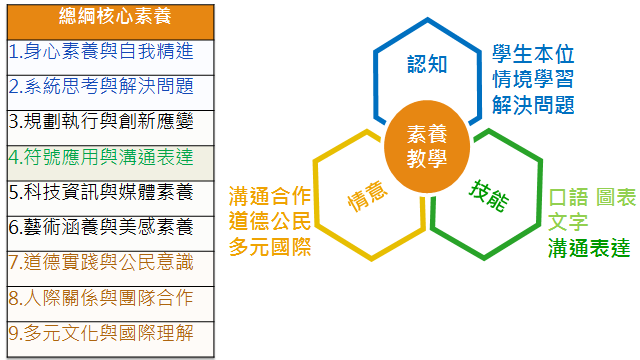 總綱核心素養
1.身心素養與自我精進
2.系統思考與解決問題
3.規劃執行與創新應變
4.符號應用與溝通表達
5.科技資訊與媒體素養
6.藝術涵養與美感素養
7.道德實踐與公民意識
8.人際關係與團隊合作
9.多元文化與國際理解
認知
學生本位
情境學習
解決問題
素養
教學
情意
溝通合作
道德公民
多元國際
技能
口語 圖表
文字
溝通表達